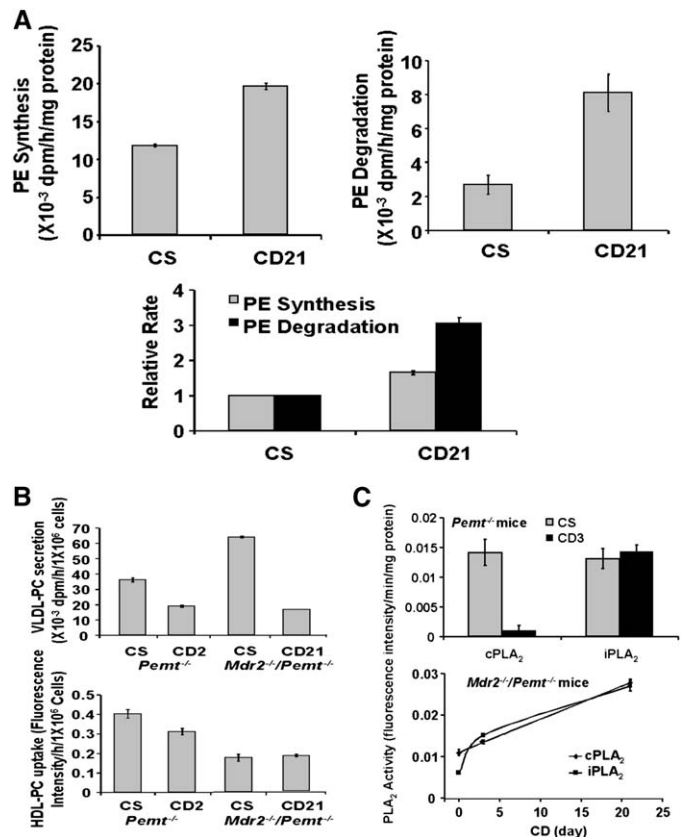 A
PE Synthesis
(X10⁻³ dpm/h/mg protein)
25
20
15
10
5
0
CS CD21
PE Degradation
(X10⁻³ dpm/h/mg protein)
10
8
6
4
2
0
CS CD21
Relative Rate
4
3
2
1
0
PE Synthesis
PE Degradation
CS CD21
B
VLDL-PC secretion
(X10⁻³ dpm/h/1X10⁶ cells)
70
60
50
40
30
20
10
0
CS CD2 CS CD21
Pemt⁻/⁻ Mdr2⁻/⁻/Pemt⁻/⁻
HDL-PC uptake (Fluorescence
Intensity/h/1X10⁶ Cells)
0.5
0.4
0.3
0.2
0.1
0
CS CD2 CS CD21
Pemt⁻/⁻ Mdr2⁻/⁻/Pemt⁻/⁻
C
PLA₂ Activity (fluorescence intensity/min/mg protein)
Pemt⁻/⁻ mice
CS
CD3
0.02
0.015
0.01
0.005
0
cPLA₂ iPLA₂
Mdr2⁻/⁻/Pemt⁻/⁻ mice
0.03
0.02
0.01
0
cPLA₂
iPLA₂
0 5 10 15 20 25
CD (day)